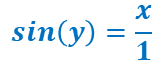 sin(y) = x/1